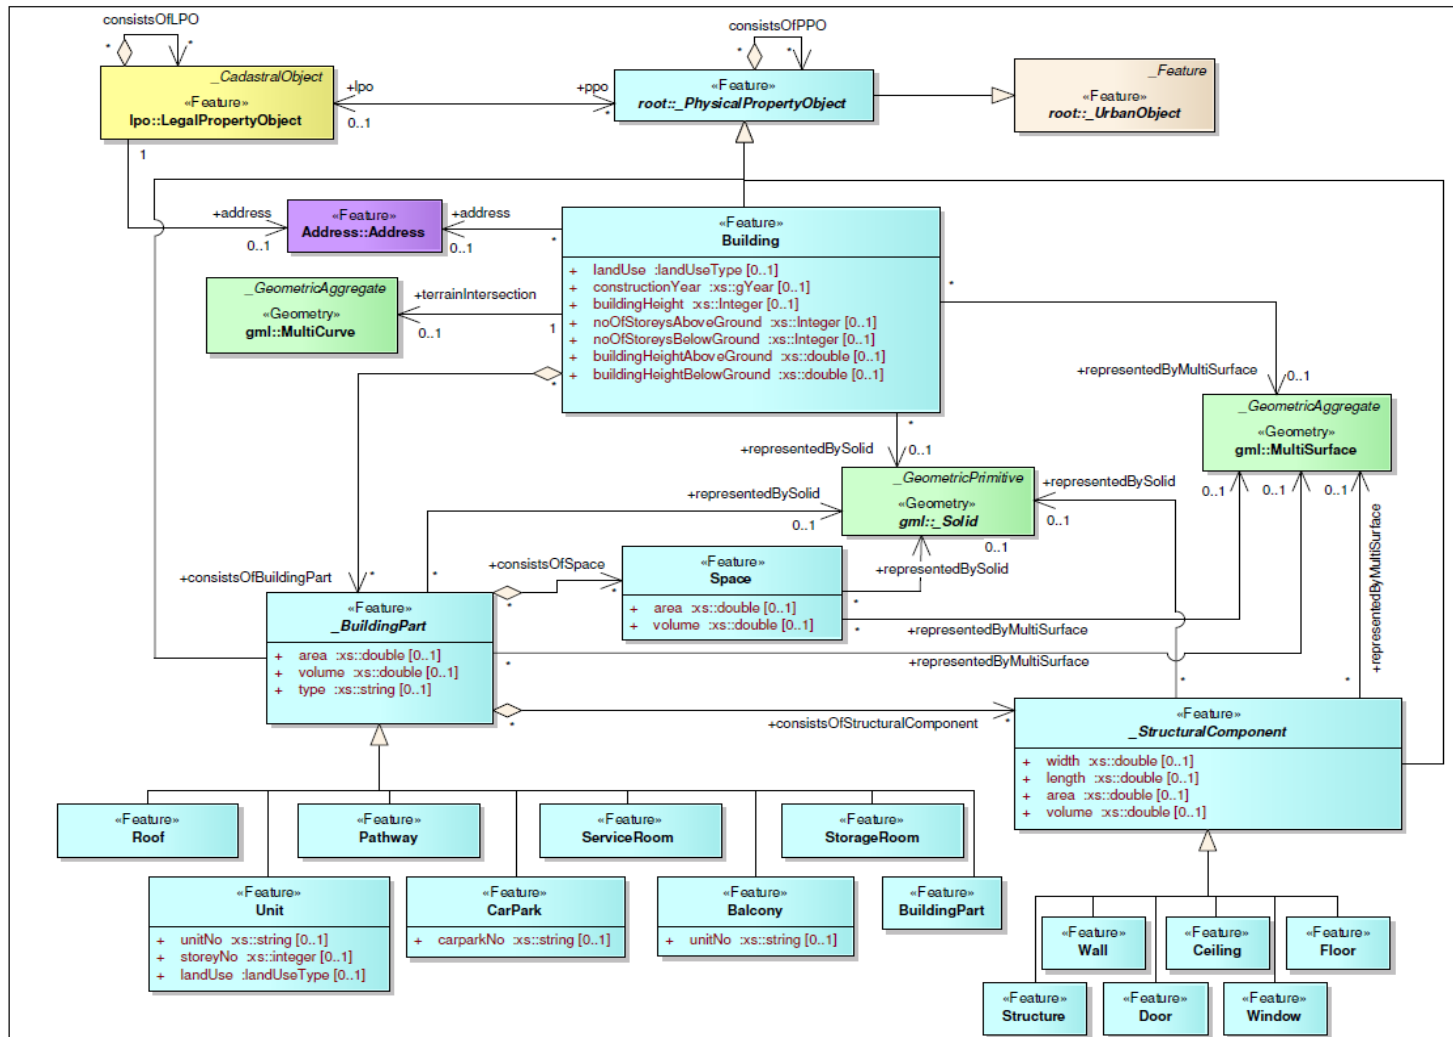 consistsOfLPO
*
*
_CadastralObject
«Feature»
lpo::LegalPropertyObject
+lpo
0..1
1
consistsOfPPO
*
*
+ppo
*
«Feature»
root::_PhysicalPropertyObject
_Feature
«Feature»
root::_UrbanObject
+address
0..1
«Feature»
Address::Address
+address
0..1
*
«Feature»
Building
+ landUse :landUseType [0..1]
+ constructionYear :xs::gYear [0..1]
+ buildingHeight :xs::Integer [0..1]
+ noOfStoreysAboveGround :xs::Integer [0..1]
+ noOfStoreysBelowGround :xs::Integer [0..1]
+ buildingHeightAboveGround :xs::double [0..1]
+ buildingHeightBelowGround :xs::double [0..1]
_GeometricAggregate
«Geometry»
gml::MultiCurve
+terrainIntersection
0..1
1
*
*
+representedByMultiSurface
0..1
_GeometricAggregate
«Geometry»
gml::MultiSurface
0..1
0..1
0..1
*
+representedBySolid
0..1
_GeometricPrimitive
«Geometry»
gml::_Solid
+representedBySolid
0..1
+representedBySolid
0..1
0..1
+representedBySolid
+consistsOfBuildingPart
*
*
+consistsOfSpace
*
*
«Feature»
Space
+ area :xs::double [0..1]
+ volume :xs::double [0..1]
*
*
+representedByMultiSurface
+representedByMultiSurface
*
+representedByMultiSurface
«Feature»
_BuildingPart
+ area :xs::double [0..1]
+ volume :xs::double [0..1]
+ type :xs::string [0..1]
*
+consistsOfStructuralComponent
*
*
*
«Feature»
_StructuralComponent
+ width :xs::double [0..1]
+ length :xs::double [0..1]
+ area :xs::double [0..1]
+ volume :xs::double [0..1]
«Feature»
Roof
«Feature»
Pathway
«Feature»
ServiceRoom
«Feature»
StorageRoom
«Feature»
Unit
+ unitNo :xs::string [0..1]
+ storeyNo :xs::integer [0..1]
+ landUse :landUseType [0..1]
«Feature»
CarPark
+ carparkNo :xs::string [0..1]
«Feature»
Balcony
+ unitNo :xs::string [0..1]
«Feature»
BuildingPart
«Feature»
Wall
«Feature»
Ceiling
«Feature»
Floor
«Feature»
Structure
«Feature»
Door
«Feature»
Window